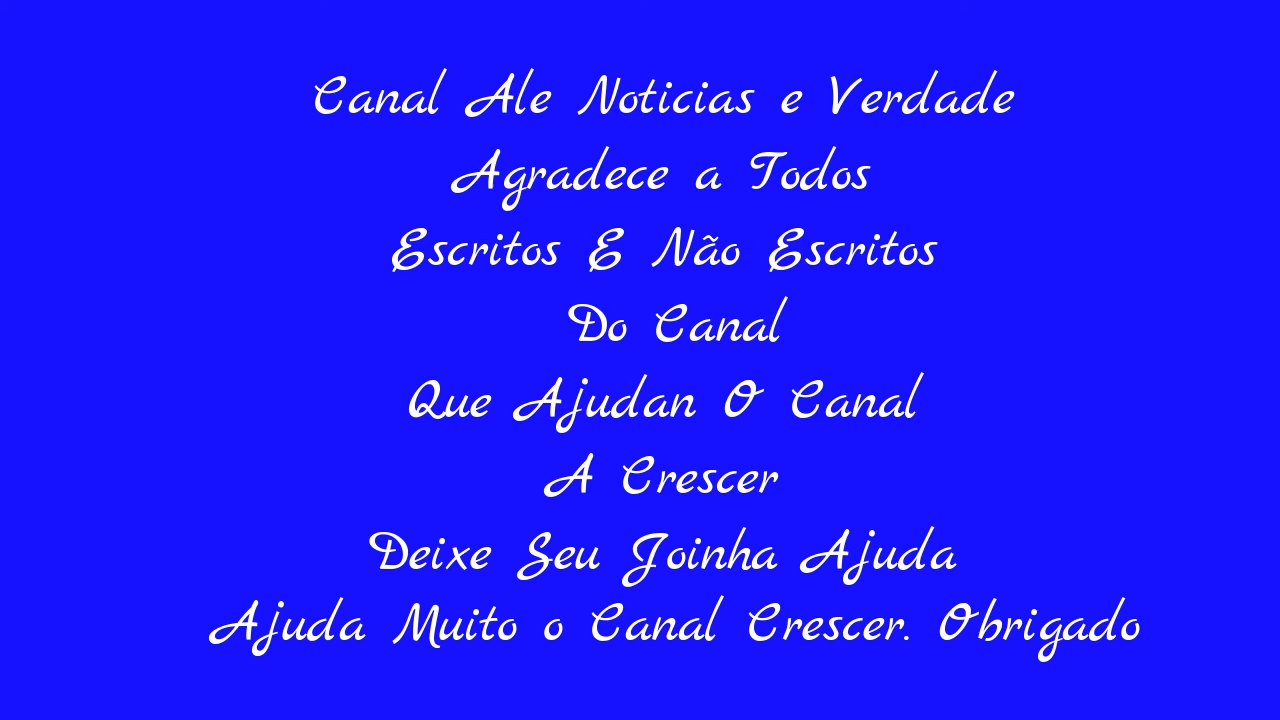 Canal Ale Noticias e Verdade
Agradece a Todos
Escritos E Não Escritos
Do Canal
Que Ajudan O Canal
A Crescer
Deixe Seu Joinha Ajuda
Ajuda Muito o Canal Crescer. Obrigado